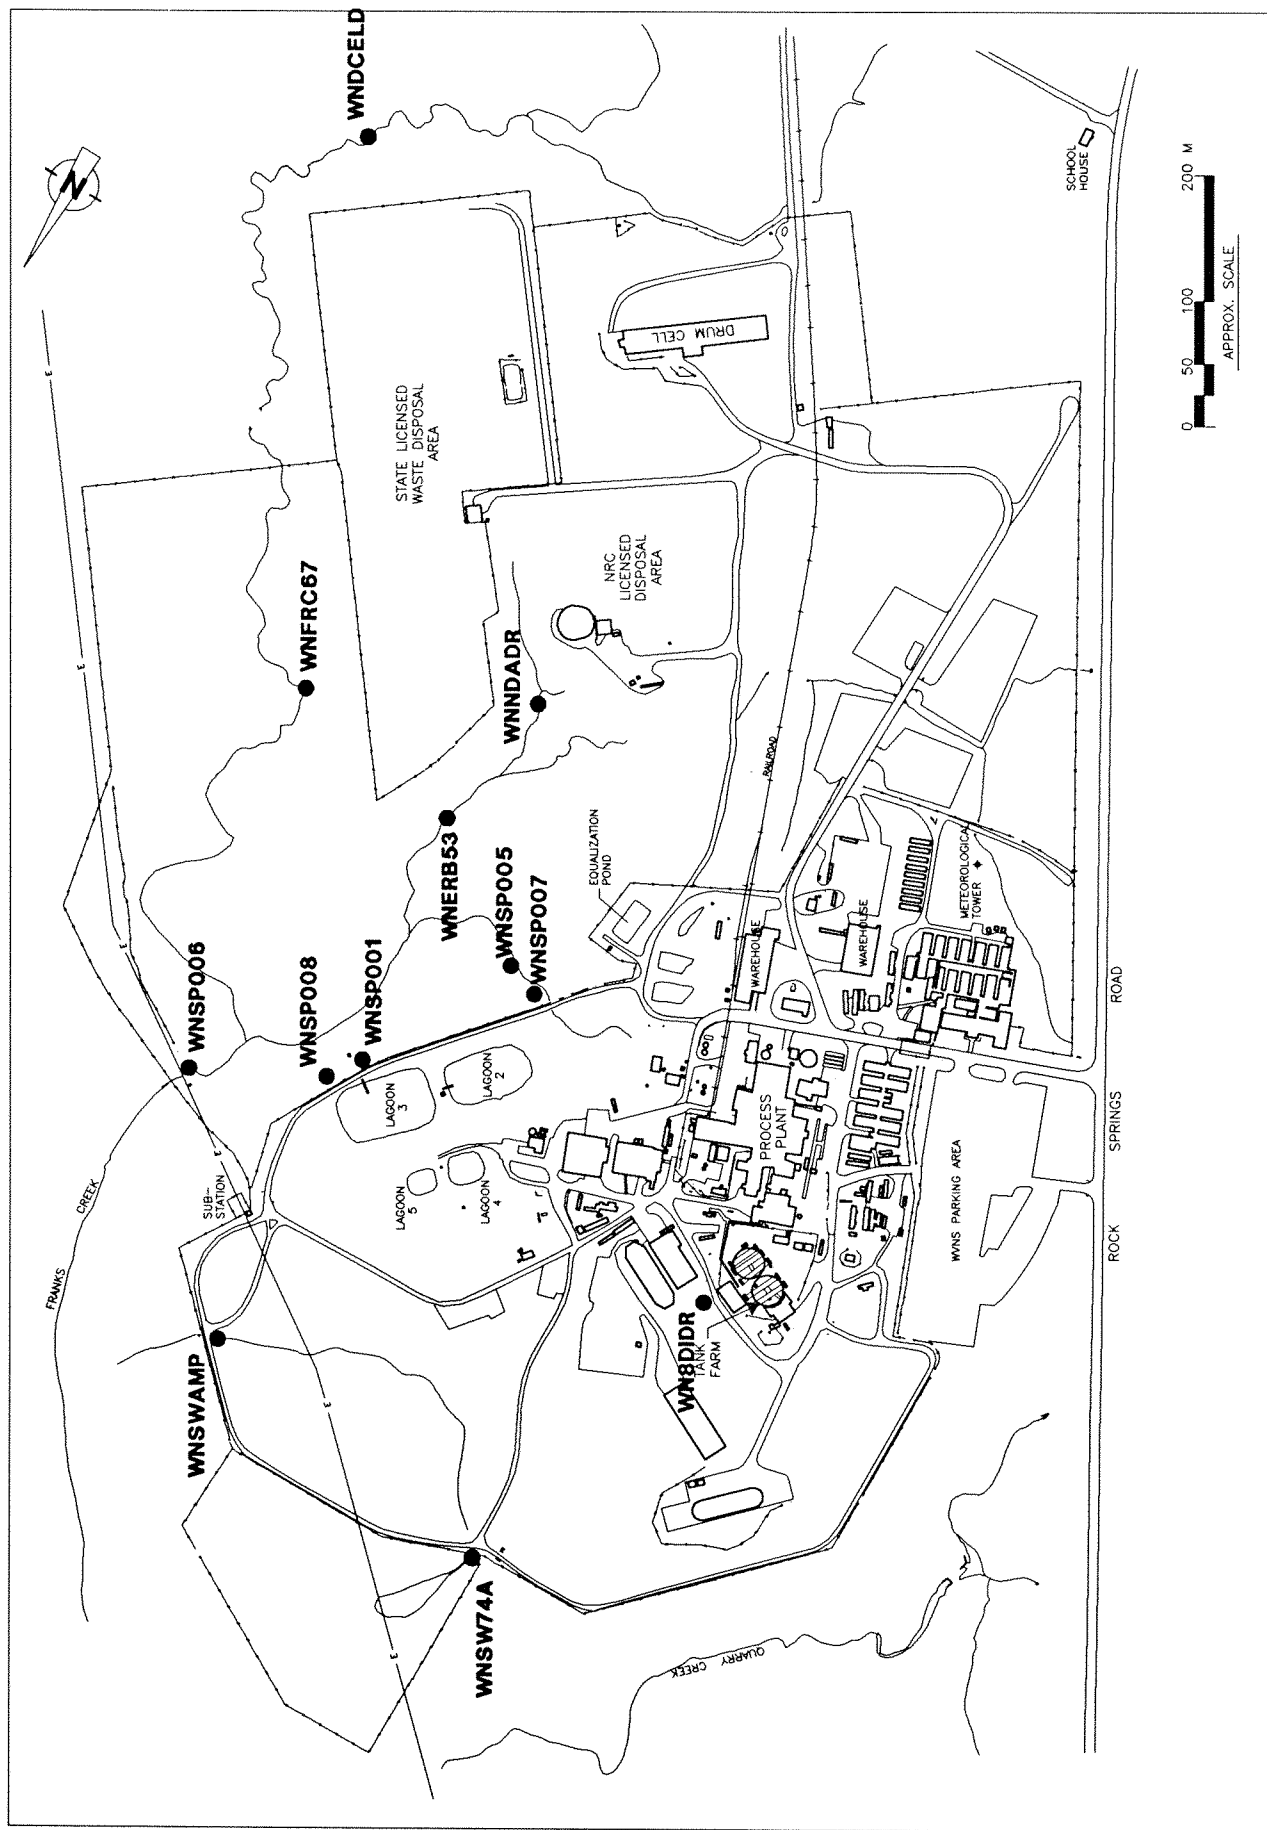 WNDCELD
N
SCHOOL
HOUSE
0 50 100 200 M
APPROX. SCALE
DRUM CELL
STATE LICENSED
WASTE DISPOSAL
AREA
NRC
LICENSED
DISPOSAL
AREA
WNFRC67
WNNDADR
WNERB53
WNSP005
WNSP007
EQUALIZATION
POND
RAILROAD
WAREHOUSE
WAREHOUSE
METEOROLOGICAL
TOWER
WNSP006
WNSP008
WNSP001
LAGOON
3
LAGOON
2
LAGOON
5
LAGOON
4
PROCESS
PLANT
SUB-
STATION
FRANKS CREEK
WNSWAMP
WN8DIDR
TANK
FARM
WVNS PARKING AREA
ROCK SPRINGS ROAD
WNSW74A
QUARRY CREEK